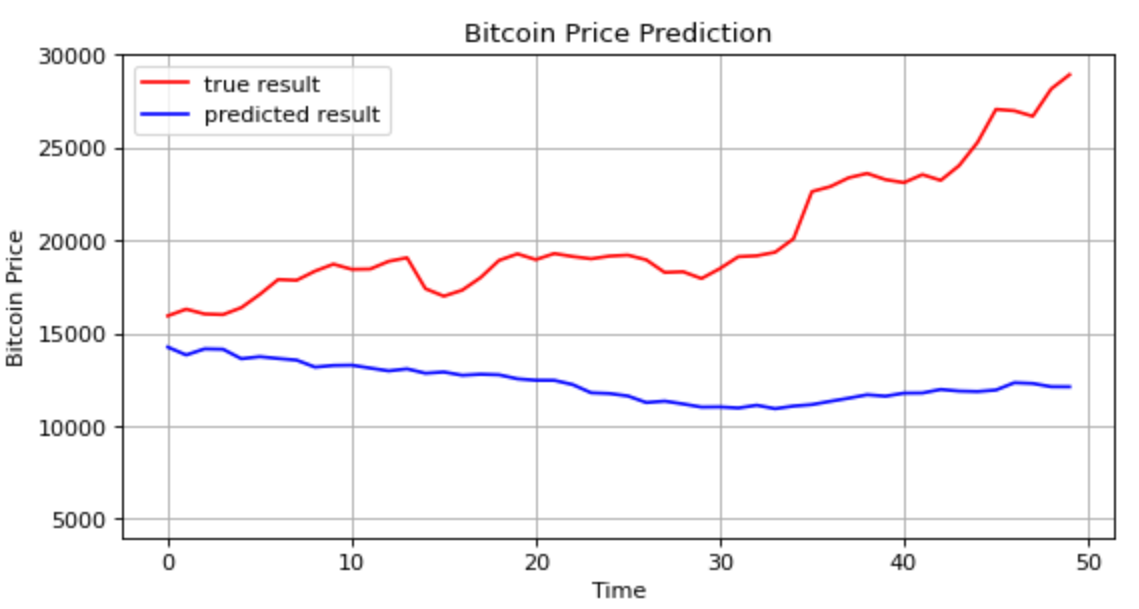 Bitcoin Price Prediction
30000
25000
20000
15000
10000
5000
Bitcoin Price
true result
predicted result
0 10 20 30 40 50
Time